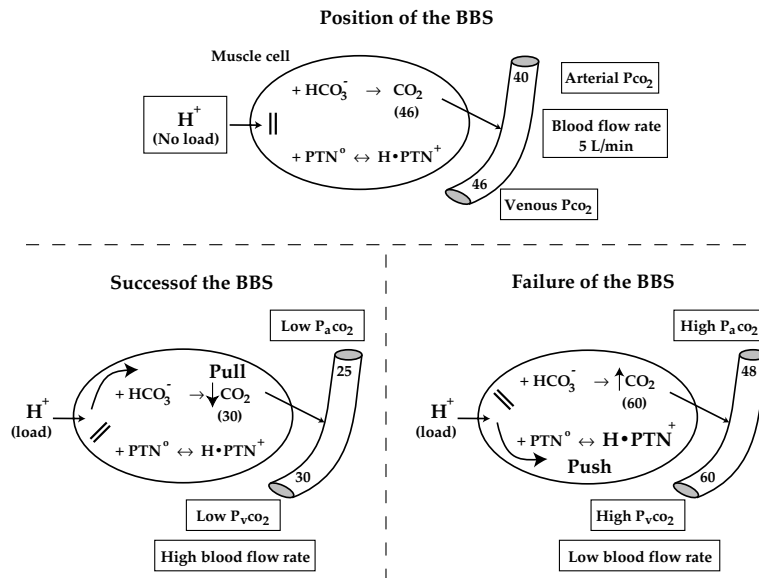 Position of the BBS
Muscle cell
H⁺
(No load)
+ HCO₃⁻ → CO₂
(46)
+ PTN° ↔ H•PTN⁺
40
46
Arterial Pco₂
Blood flow rate
5 L/min
Venous Pco₂
Successof the BBS
Low Pₐco₂
H⁺
(load)
Pull
+ HCO₃⁻ → ↓CO₂
(30)
+ PTN° ↔ H•PTN⁺
25
30
Low Pᵥco₂
High blood flow rate
Failure of the BBS
High Pₐco₂
H⁺
(load)
+ HCO₃⁻ → ↑CO₂
(60)
+ PTN° ↔ H•PTN⁺
Push
48
60
High Pᵥco₂
Low blood flow rate